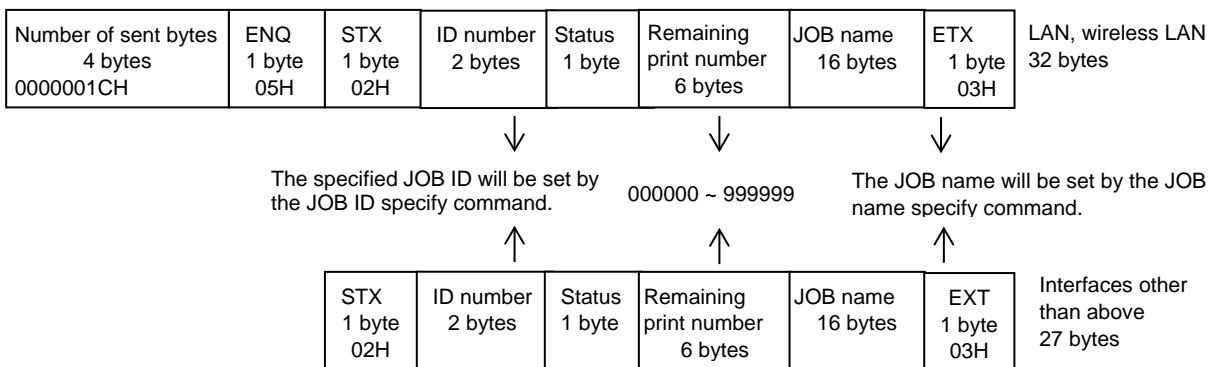 Number of sent bytes
4 bytes
0000001CH
ENQ
1 byte
05H
STX
1 byte
02H
ID number
2 bytes
Status
1 byte
Remaining
print number
6 bytes
JOB name
16 bytes
ETX
1 byte
03H
LAN, wireless LAN
32 bytes
The specified JOB ID will be set by
the JOB ID specify command.
000000 ~ 999999
The JOB name will be set by the JOB
name specify command.
STX
1 byte
02H
ID number
2 bytes
Status
1 byte
Remaining
print number
6 bytes
JOB name
16 bytes
EXT
1 byte
03H
Interfaces other
than above
27 bytes